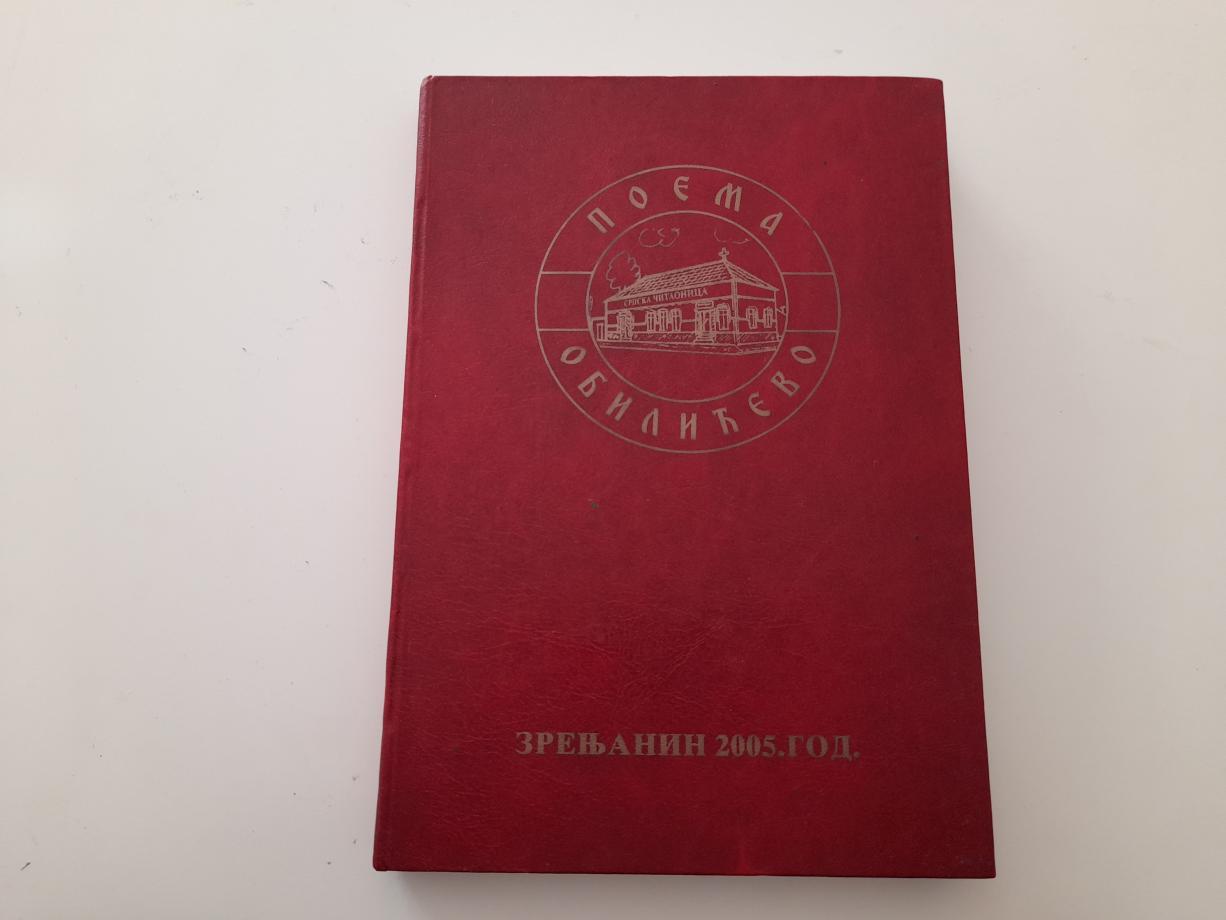 ПОЕМА
СРПСКА ЧИТАОНИЦА
ОБИЛИЋЕВО
ЗРЕЊАНИН 2005.ГОД.